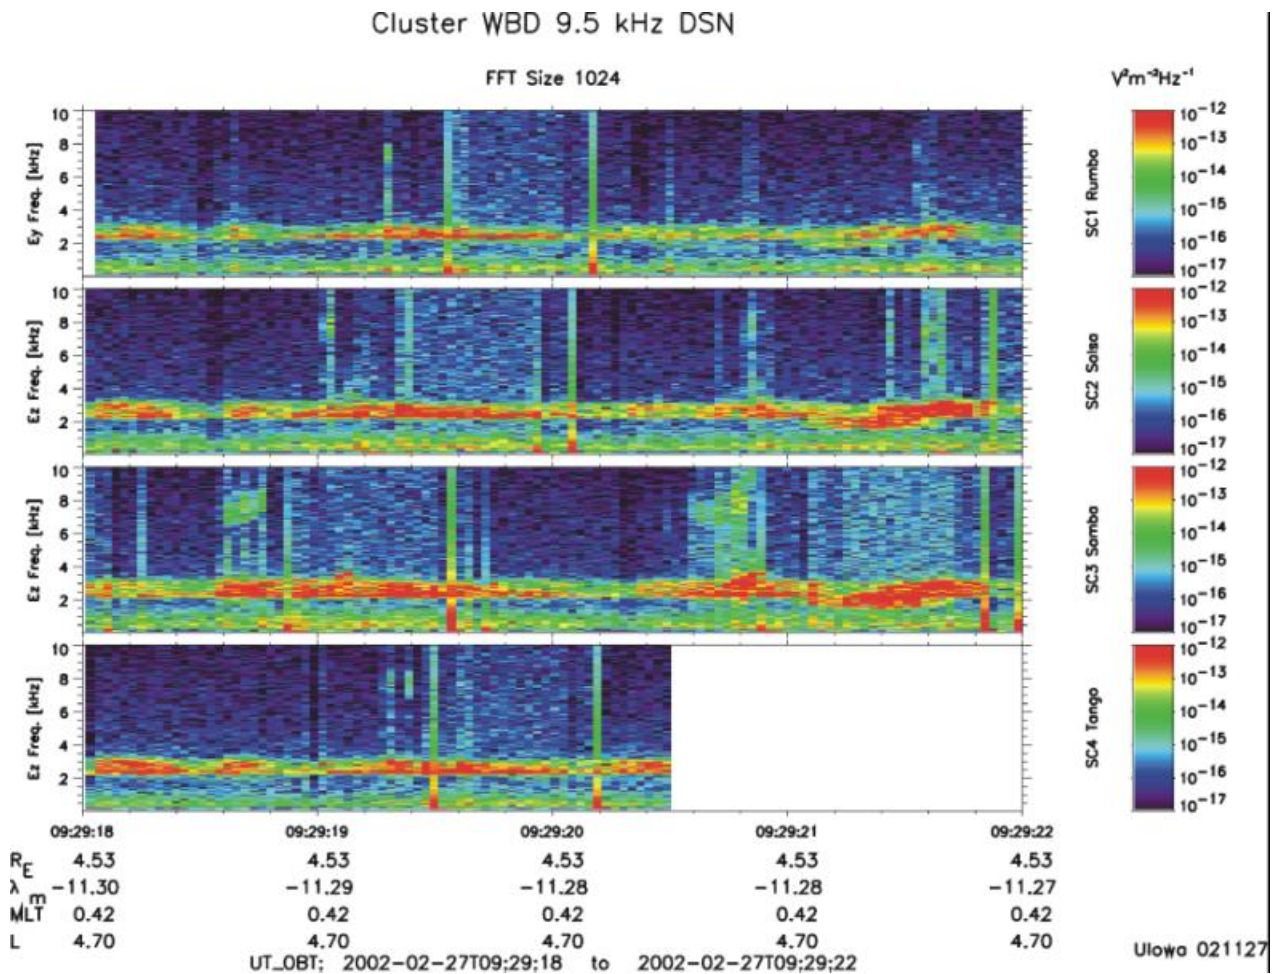 Cluster WBD 9.5 kHz DSN
FFT Size 1024
V²m⁻²Hz⁻¹
10
8
6
4
2
Ey Freq. [kHz]
SC1 Rumba
10⁻¹²
10⁻¹³
10⁻¹⁴
10⁻¹⁵
10⁻¹⁶
10⁻¹⁷
10
8
6
4
2
Ez Freq. [kHz]
SC2 Salsa
10⁻¹²
10⁻¹³
10⁻¹⁴
10⁻¹⁵
10⁻¹⁶
10⁻¹⁷
10
8
6
4
2
Ez Freq. [kHz]
SC3 Samba
10⁻¹²
10⁻¹³
10⁻¹⁴
10⁻¹⁵
10⁻¹⁶
10⁻¹⁷
10
8
6
4
2
Ez Freq. [kHz]
SC4 Tango
10⁻¹²
10⁻¹³
10⁻¹⁴
10⁻¹⁵
10⁻¹⁶
10⁻¹⁷
09:29:18 09:29:19 09:29:20 09:29:21 09:29:22
R_E 4.53 4.53 4.53 4.53 4.53
λ_m -11.30 -11.29 -11.28 -11.28 -11.27
MLT 0.42 0.42 0.42 0.42 0.42
L 4.70 4.70 4.70 4.70 4.70
UT_OBT; 2002-02-27T09;29;18 to 2002-02-27T09;29;22
UIowa 021127